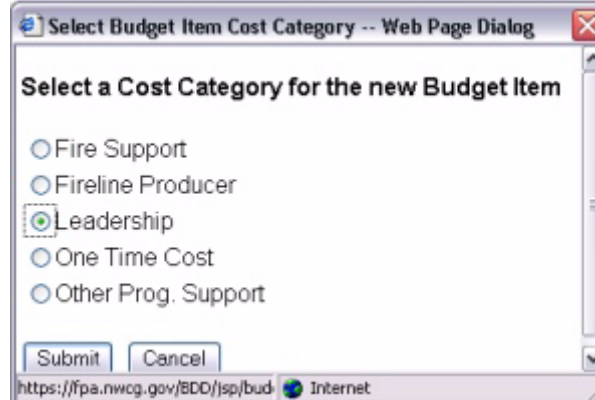 Select Budget Item Cost Category -- Web Page Dialog
Select a Cost Category for the new Budget Item
Fire Support
Fireline Producer
Leadership
One Time Cost
Other Prog. Support
Submit Cancel
https://fpa.nwcg.gov/BDD/jsp/bud Internet